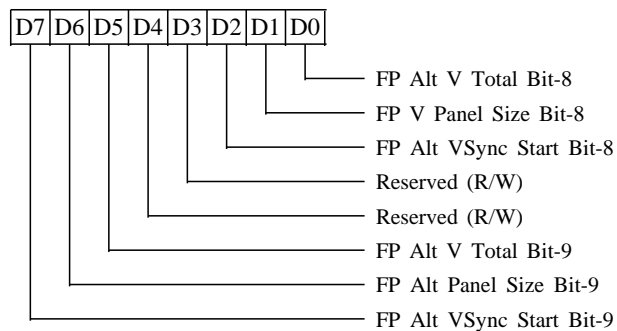 D7 D6 D5 D4 D3 D2 D1 D0
FP Alt V Total Bit-8
FP V Panel Size Bit-8
FP Alt VSync Start Bit-8
Reserved (R/W)
Reserved (R/W)
FP Alt V Total Bit-9
FP Alt Panel Size Bit-9
FP Alt VSync Start Bit-9